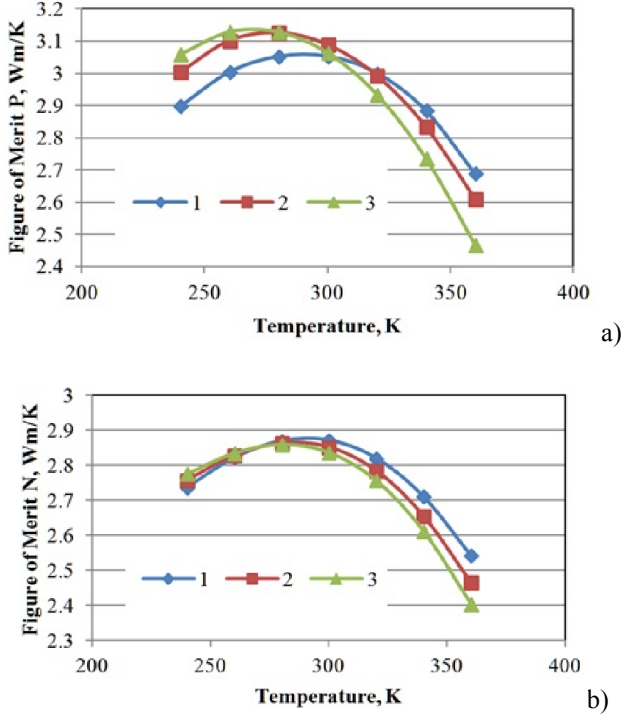 Figure of Merit P, Wm/K
3.2
3.1
3
2.9
2.8
2.7
2.6
2.5
2.4
1 2 3
200 250 300 350 400
Temperature, K
a)
Figure of Merit N, Wm/K
3
2.9
2.8
2.7
2.6
2.5
2.4
2.3
1 2 3
200 250 300 350 400
Temperature, K
b)